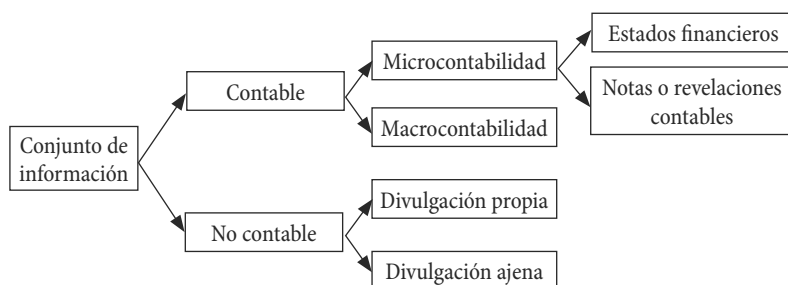 Estados financieros
Microcontabilidad
Contable
Notas o revelaciones
contables
Macrocontabilidad
Conjunto de
información
Divulgación propia
No contable
Divulgación ajena